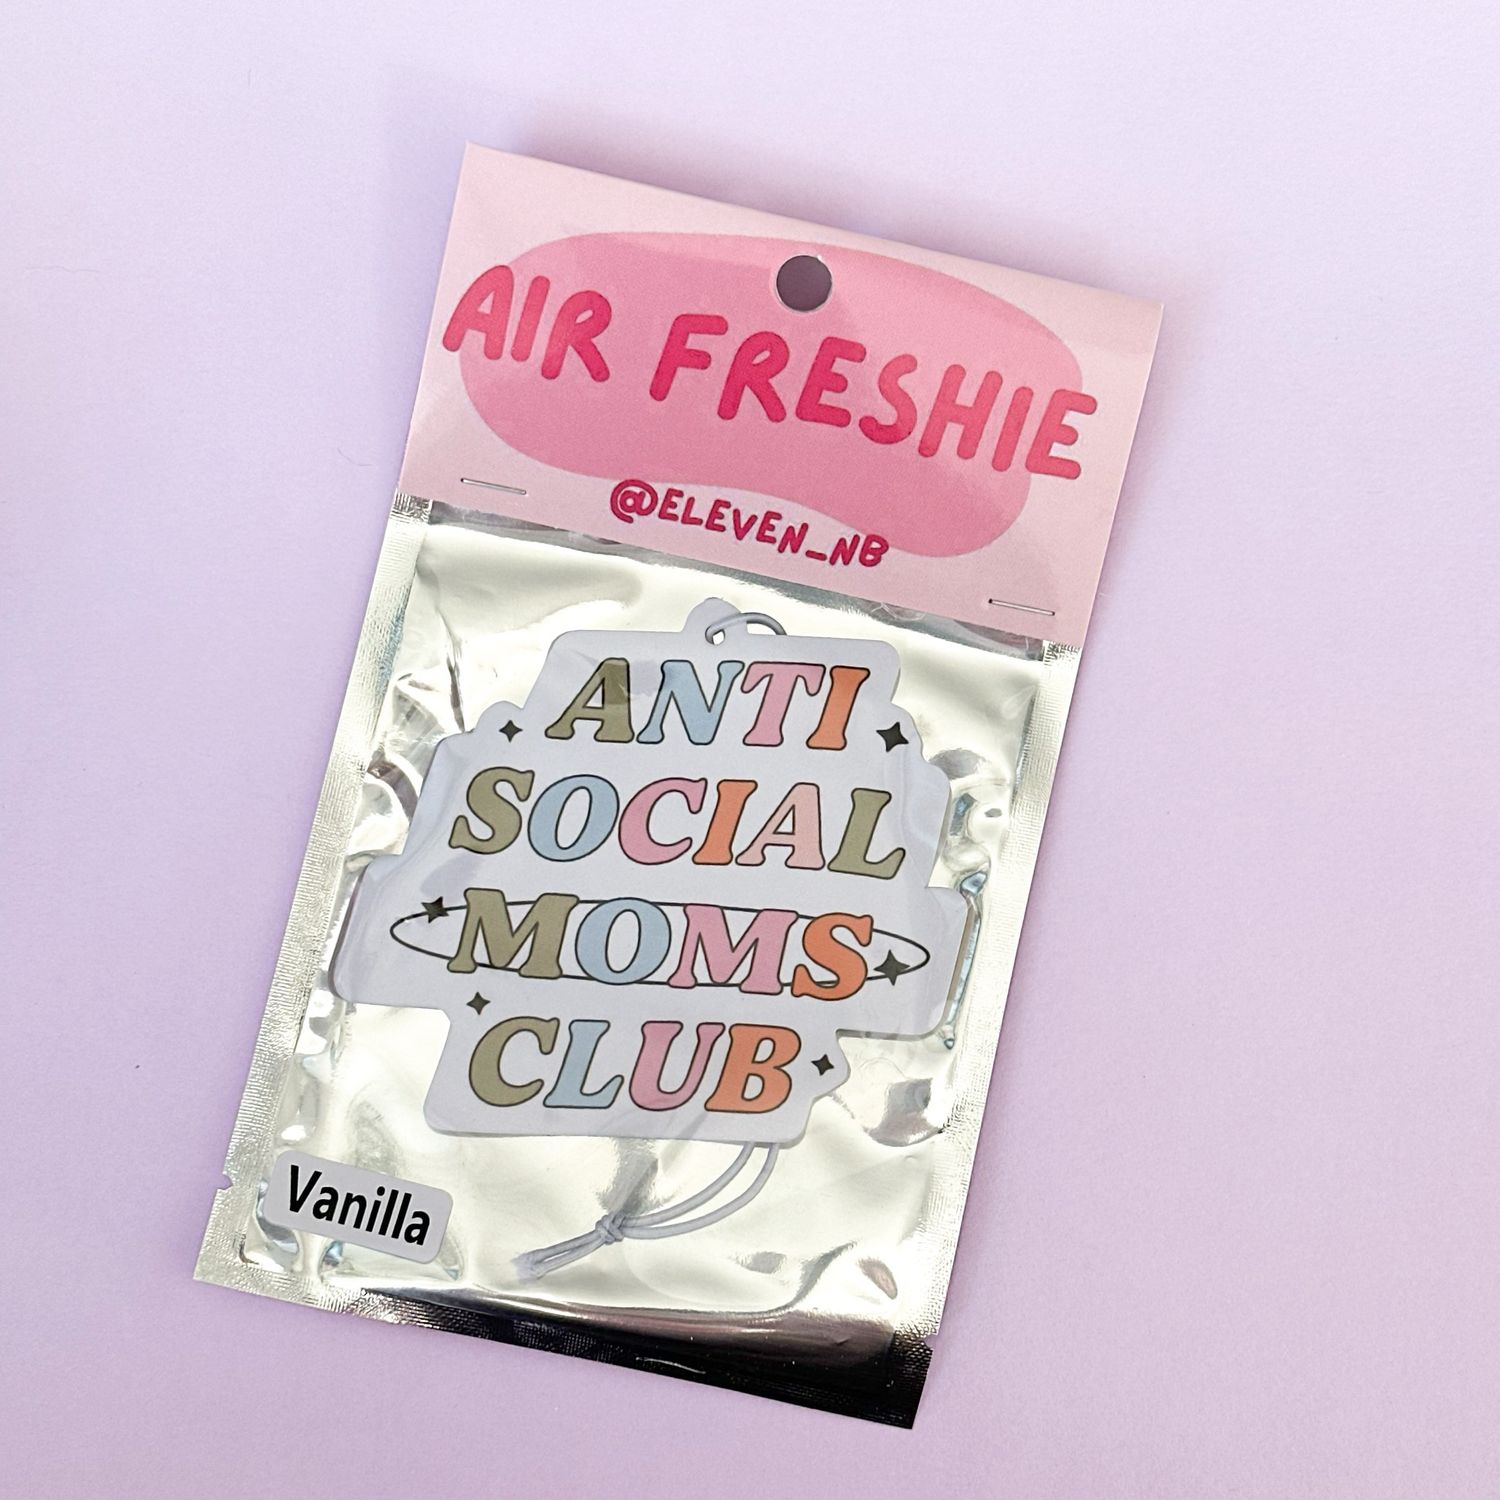 AIR FRESHIE
@ELEVEN_NB
ANTI
SOCIAL
MOMS
CLUB
Vanilla